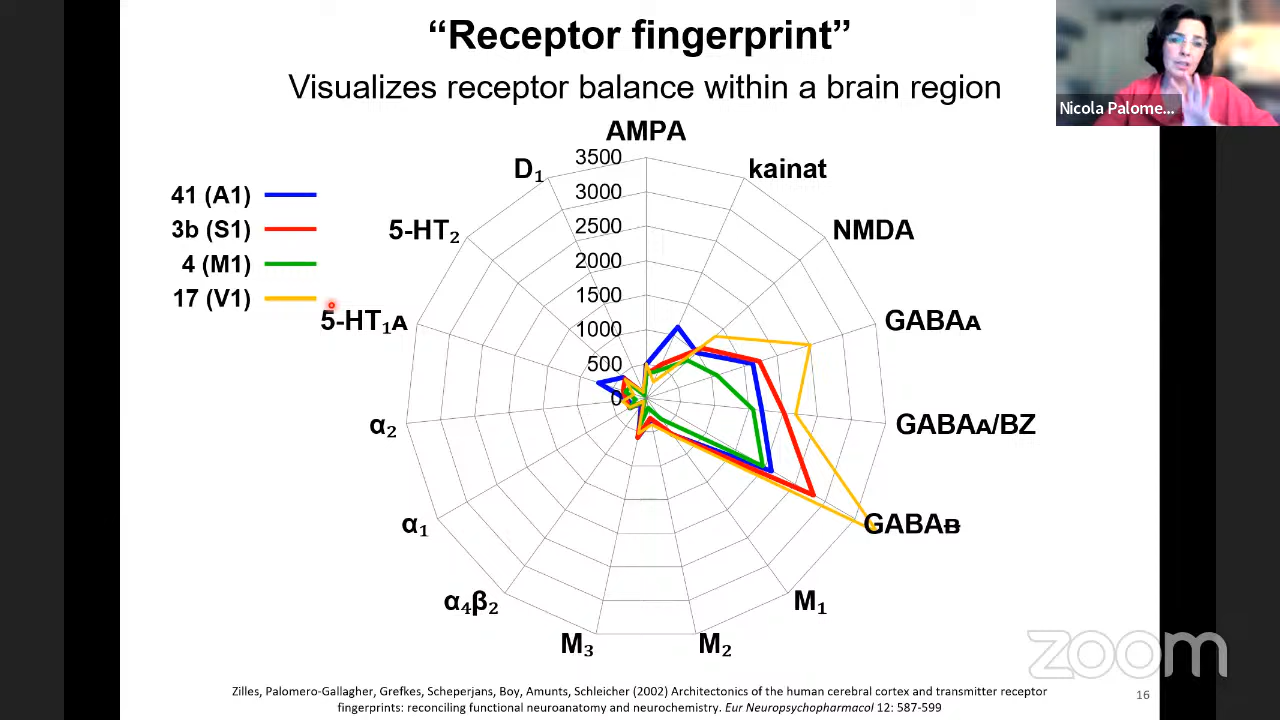 “Receptor fingerprint”
Visualizes receptor balance within a brain region
Nicola Palome...
AMPA
kainat
NMDA
GABAᴀ
GABAᴀ/BZ
GABAʙ
M₁
M₂
M₃
α₄β₂
α₁
α₂
5-HT₁ᴀ
5-HT₂
D₁
3500
3000
2500
2000
1500
1000
500
0
41 (A1)
3b (S1)
4 (M1)
17 (V1)
zoom
Zilles, Palomero-Gallagher, Grefkes, Scheperjans, Boy, Amunts, Schleicher (2002) Architectonics of the human cerebral cortex and transmitter receptor
fingerprints: reconciling functional neuroanatomy and neurochemistry. Eur Neuropsychopharmacol 12: 587-599
16